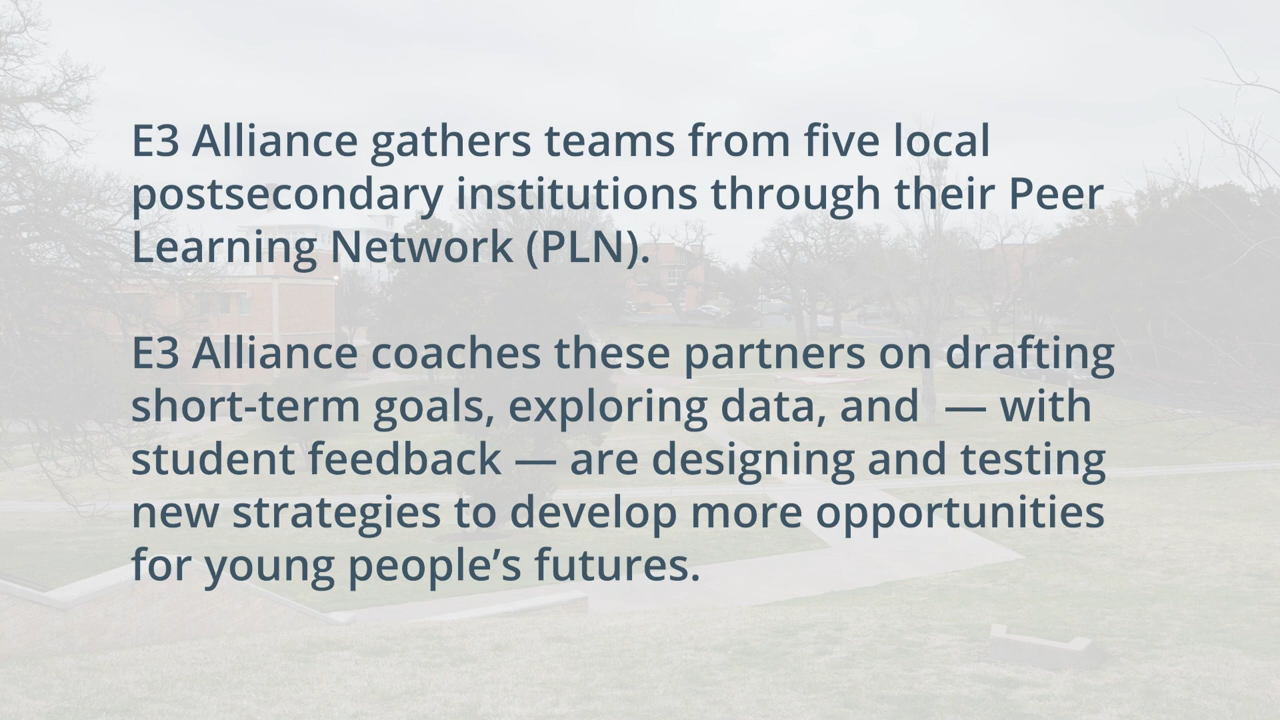 E3 Alliance gathers teams from five local
postsecondary institutions through their Peer
Learning Network (PLN).
E3 Alliance coaches these partners on drafting
short-term goals, exploring data, and  — with
student feedback — are designing and testing
new strategies to develop more opportunities
for young people’s futures.